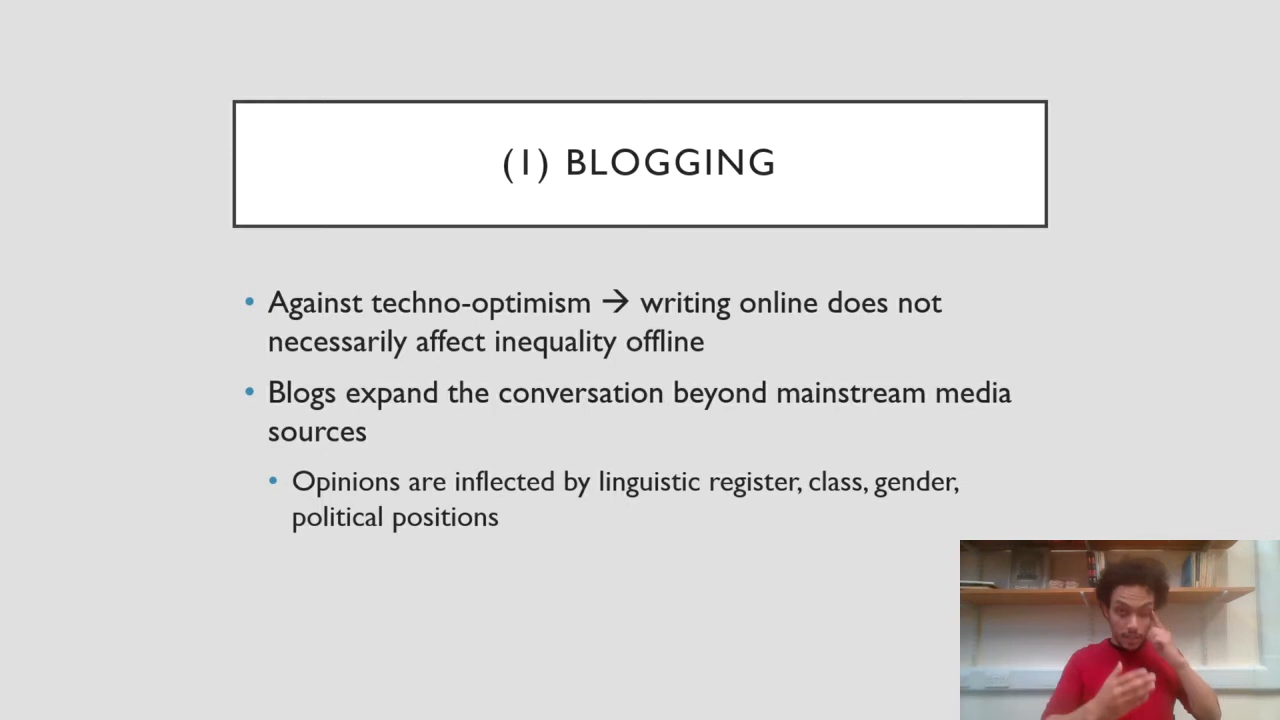 (1) BLOGGING
• Against techno-optimism → writing online does not
necessarily affect inequality offline
• Blogs expand the conversation beyond mainstream media
sources
• Opinions are inflected by linguistic register, class, gender,
political positions